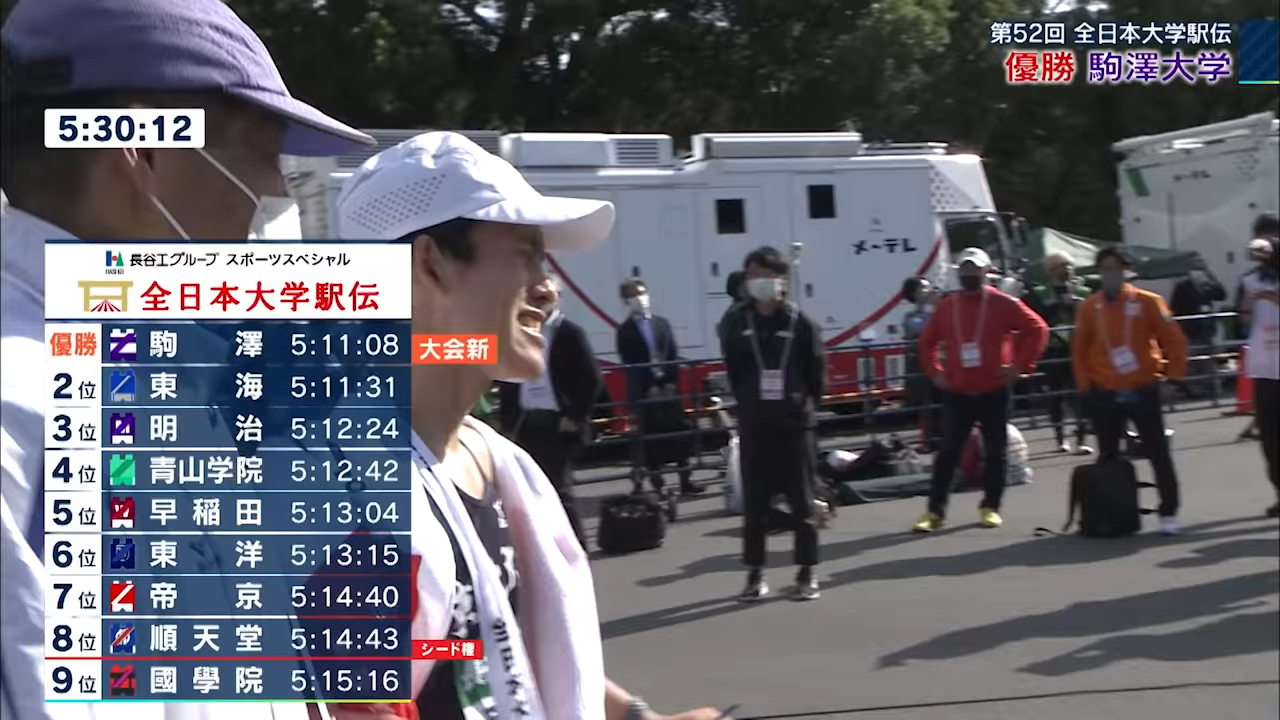 第52回 全日本大学駅伝
優勝 駒澤大学
5:30:12
長谷工グループ スポーツスペシャル
全日本大学駅伝
優勝 駒澤 5:11:08 大会新
2位 東海 5:11:31
3位 明治 5:12:24
4位 青山学院 5:12:42
5位 早稲田 5:13:04
6位 東洋 5:13:15
7位 帝京 5:14:40
8位 順天堂 5:14:43 シード権
9位 國學院 5:15:16
メ〜テレ
メ〜テレ